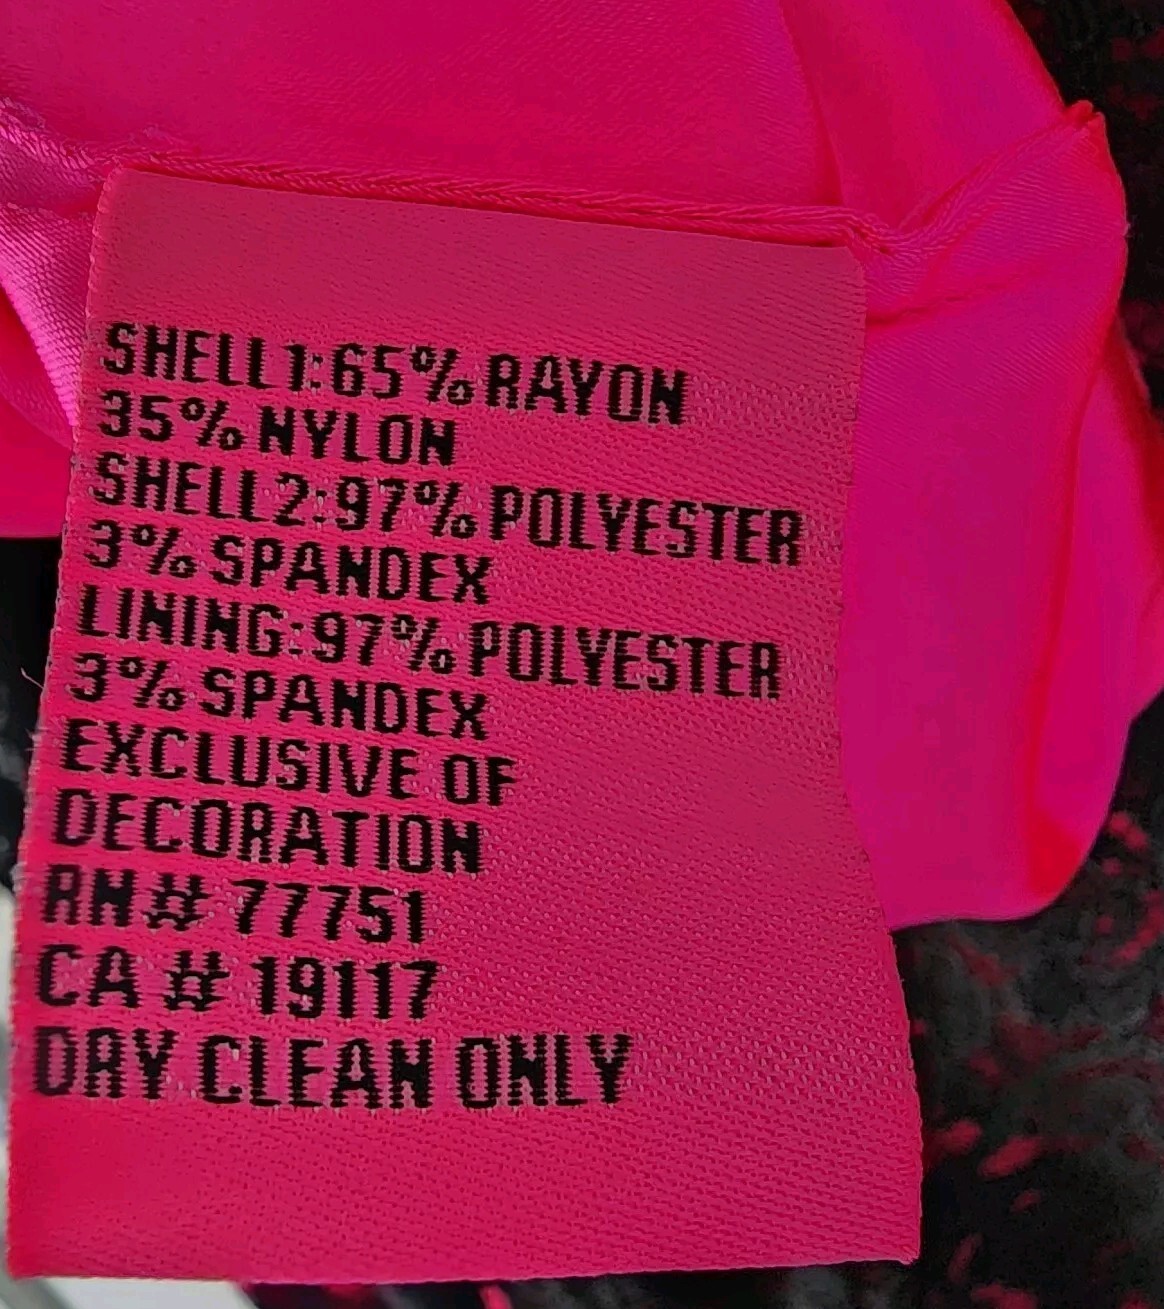 SHELL1:65% RAYON
35% NYLON
SHELL2:97% POLYESTER
3% SPANDEX
LINING:97% POLYESTER
3% SPANDEX
EXCLUSIVE OF
DECORATION
RN# 77751
CA # 19117
DRY CLEAN ONLY